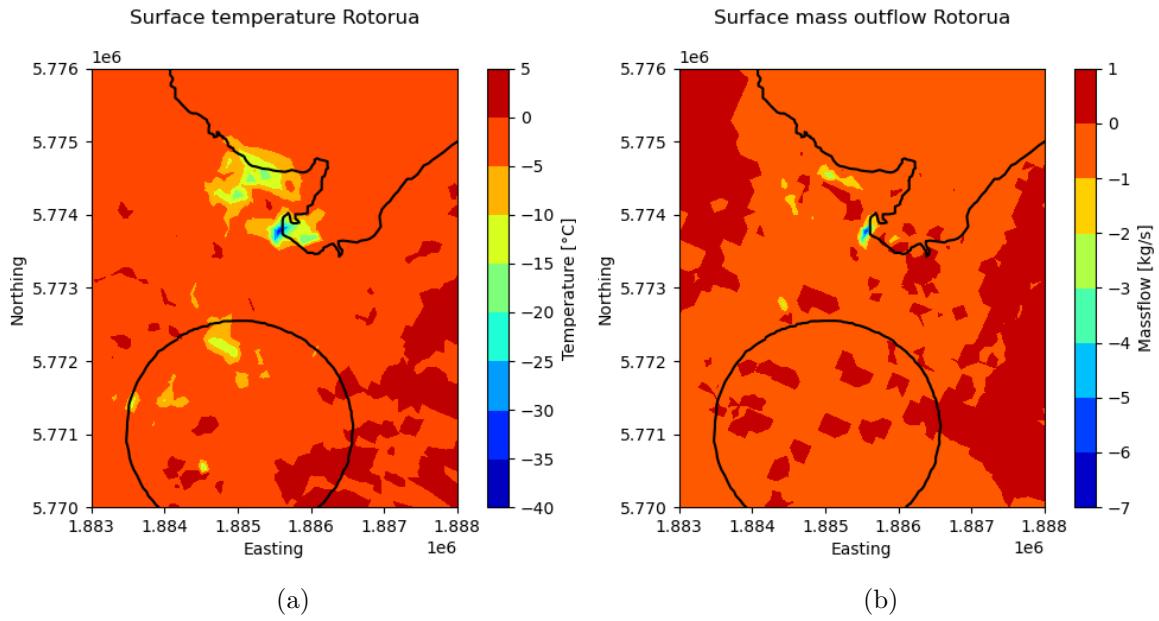 Surface temperature Rotorua
1e6
5.776
5.775
5.774
5.773
5.772
5.771
5.770
Northing
1.883 1.884 1.885 1.886 1.887 1.888
Easting
1e6
5
0
−5
−10
−15
−20
−25
−30
−35
−40
Temperature [°C]
(a)
Surface mass outflow Rotorua
1e6
5.776
5.775
5.774
5.773
5.772
5.771
5.770
Northing
1.883 1.884 1.885 1.886 1.887 1.888
Easting
1e6
1
0
−1
−2
−3
−4
−5
−6
−7
Massflow [kg/s]
(b)